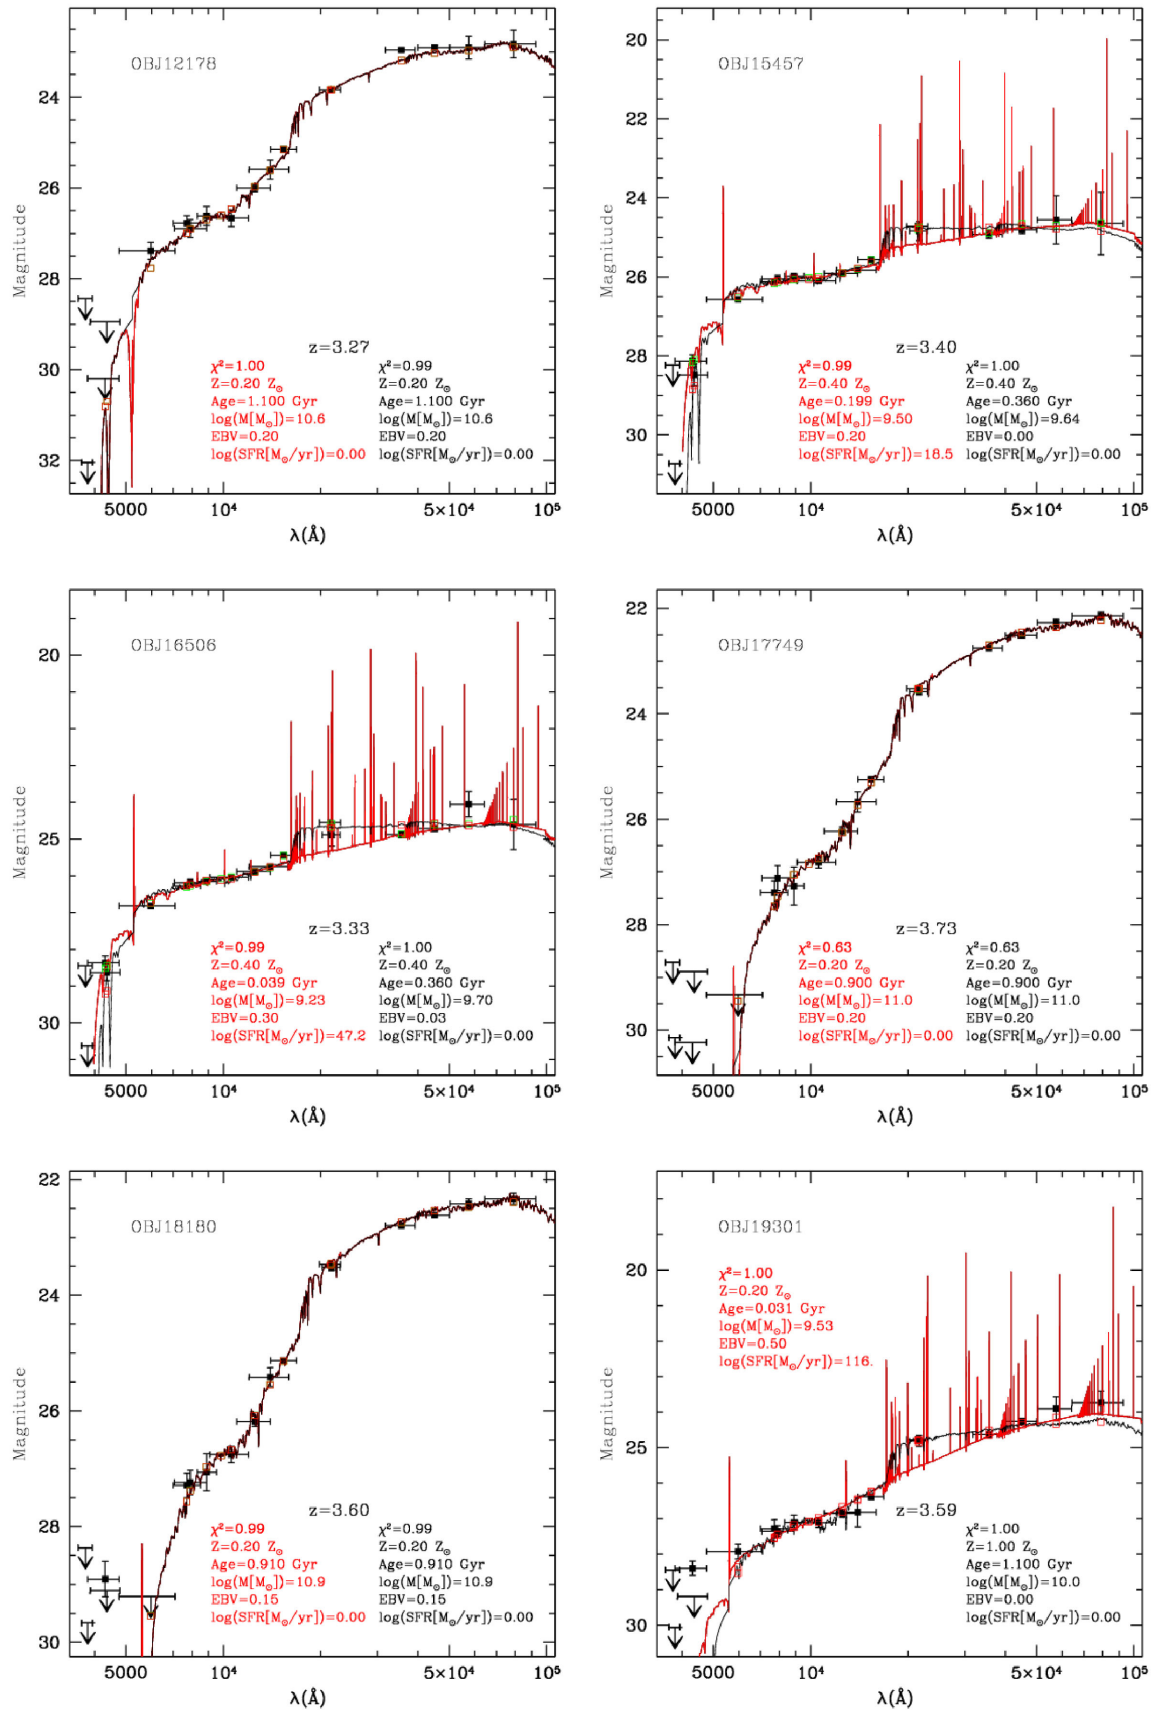 OBJ12178
Magnitude
24
26
28
30
32
z=3.27
χ²=1.00
Z=0.20 Z⊙
Age=1.100 Gyr
log(M[M⊙])=10.6
EBV=0.20
log(SFR[M⊙/yr])=0.00
χ²=0.99
Z=0.20 Z⊙
Age=1.100 Gyr
log(M[M⊙])=10.6
EBV=0.20
log(SFR[M⊙/yr])=0.00
5000 10⁴ 5×10⁴ 10⁵
λ(Å)
OBJ15457
Magnitude
20
22
24
26
28
30
z=3.40
χ²=0.99
Z=0.40 Z⊙
Age=0.199 Gyr
log(M[M⊙])=9.50
EBV=0.20
log(SFR[M⊙/yr])=18.5
χ²=1.00
Z=0.40 Z⊙
Age=0.360 Gyr
log(M[M⊙])=9.64
EBV=0.00
log(SFR[M⊙/yr])=0.00
5000 10⁴ 5×10⁴ 10⁵
λ(Å)
OBJ16506
Magnitude
20
25
30
z=3.33
χ²=0.99
Z=0.40 Z⊙
Age=0.039 Gyr
log(M[M⊙])=9.23
EBV=0.30
log(SFR[M⊙/yr])=47.2
χ²=1.00
Z=0.40 Z⊙
Age=0.360 Gyr
log(M[M⊙])=9.70
EBV=0.03
log(SFR[M⊙/yr])=0.00
5000 10⁴ 5×10⁴ 10⁵
λ(Å)
OBJ17749
Magnitude
22
24
26
28
30
z=3.73
χ²=0.63
Z=0.20 Z⊙
Age=0.900 Gyr
log(M[M⊙])=11.0
EBV=0.20
log(SFR[M⊙/yr])=0.00
χ²=0.63
Z=0.20 Z⊙
Age=0.900 Gyr
log(M[M⊙])=11.0
EBV=0.20
log(SFR[M⊙/yr])=0.00
5000 10⁴ 5×10⁴ 10⁵
λ(Å)
OBJ18180
Magnitude
22
24
26
28
30
z=3.60
χ²=0.99
Z=0.20 Z⊙
Age=0.910 Gyr
log(M[M⊙])=10.9
EBV=0.15
log(SFR[M⊙/yr])=0.00
χ²=0.99
Z=0.20 Z⊙
Age=0.910 Gyr
log(M[M⊙])=10.9
EBV=0.15
log(SFR[M⊙/yr])=0.00
5000 10⁴ 5×10⁴ 10⁵
λ(Å)
OBJ19301
Magnitude
20
25
30
χ²=1.00
Z=0.20 Z⊙
Age=0.031 Gyr
log(M[M⊙])=9.53
EBV=0.50
log(SFR[M⊙/yr])=116.
z=3.59
χ²=1.00
Z=1.00 Z⊙
Age=1.100 Gyr
log(M[M⊙])=10.0
EBV=0.00
log(SFR[M⊙/yr])=0.00
5000 10⁴ 5×10⁴ 10⁵
λ(Å)